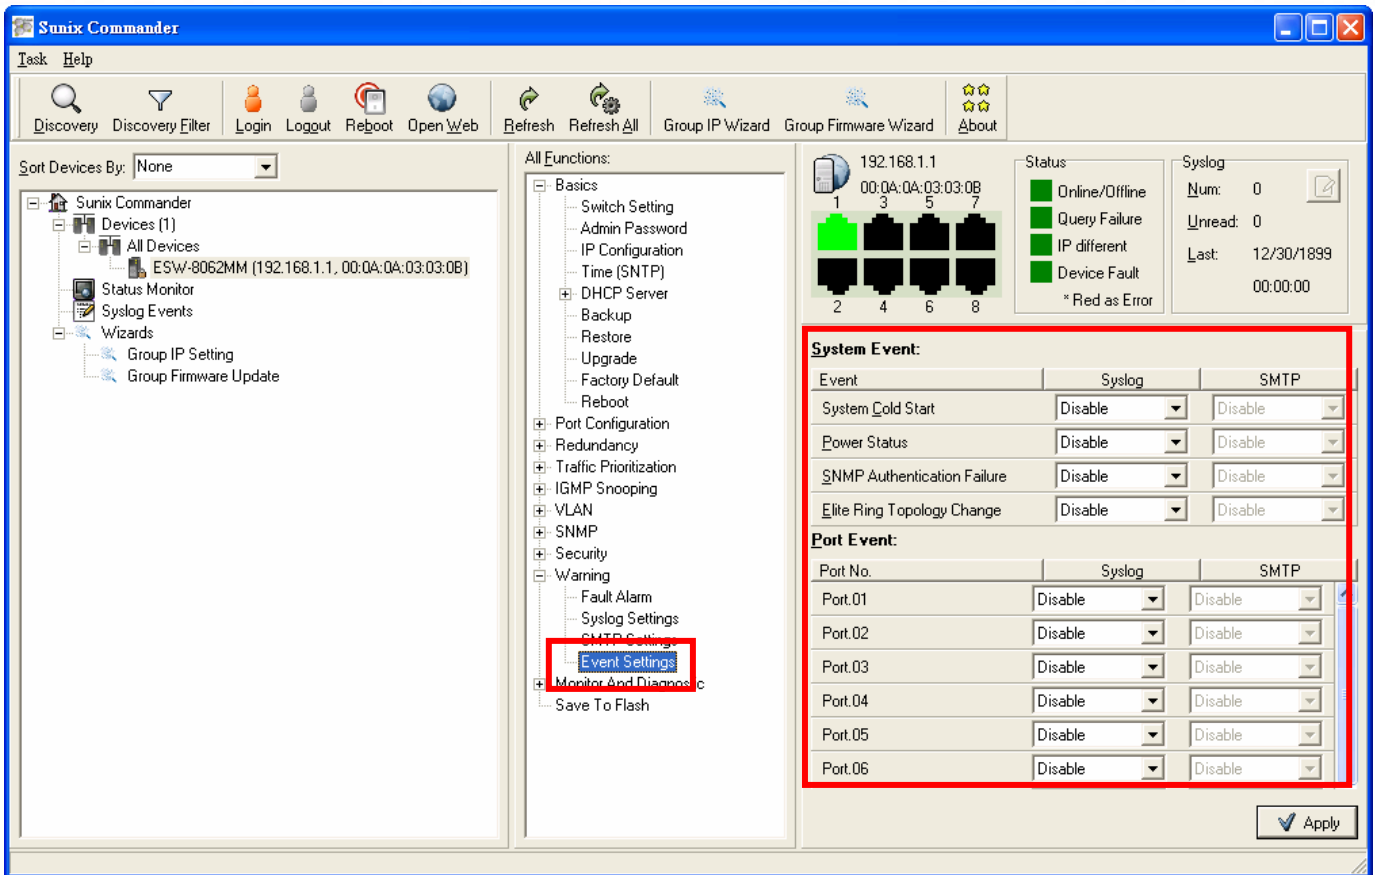 Sunix Commander
Task Help
Discovery Discovery Filter Login Logout Reboot Open Web Refresh Refresh All Group IP Wizard Group Firmware Wizard About
Sort Devices By: None
Sunix Commander
Devices (1)
All Devices
ESW-8062MM (192.168.1.1, 00:0A:0A:03:03:0B)
Status Monitor
Syslog Events
Wizards
Group IP Setting
Group Firmware Update
All Functions:
Basics
Switch Setting
Admin Password
IP Configuration
Time (SNTP)
DHCP Server
Backup
Restore
Upgrade
Factory Default
Reboot
Port Configuration
Redundancy
Traffic Prioritization
IGMP Snooping
VLAN
SNMP
Security
Warning
Fault Alarm
Syslog Settings
SMTP Settings
Event Settings
Monitor And Diagnostic
Save To Flash
192.168.1.1
00:0A:0A:03:03:0B
1 3 5 7
2 4 6 8
Status
Online/Offline
Query Failure
IP different
Device Fault
* Red as Error
Syslog
Num: 0
Unread: 0
Last: 12/30/1899
00:00:00
System Event:
Event Syslog SMTP
System Cold Start Disable Disable
Power Status Disable Disable
SNMP Authentication Failure Disable Disable
Elite Ring Topology Change Disable Disable
Port Event:
Port No. Syslog SMTP
Port.01 Disable Disable
Port.02 Disable Disable
Port.03 Disable Disable
Port.04 Disable Disable
Port.05 Disable Disable
Port.06 Disable Disable
Apply